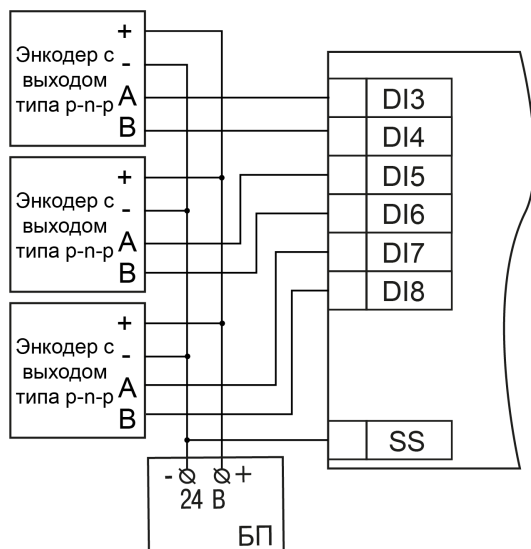 Энкодер с
выходом
типа p-n-p
+
-
A
B
Энкодер с
выходом
типа p-n-p
+
-
A
B
Энкодер с
выходом
типа p-n-p
+
-
A
B
DI3
DI4
DI5
DI6
DI7
DI8
SS
- +
24 В
БП